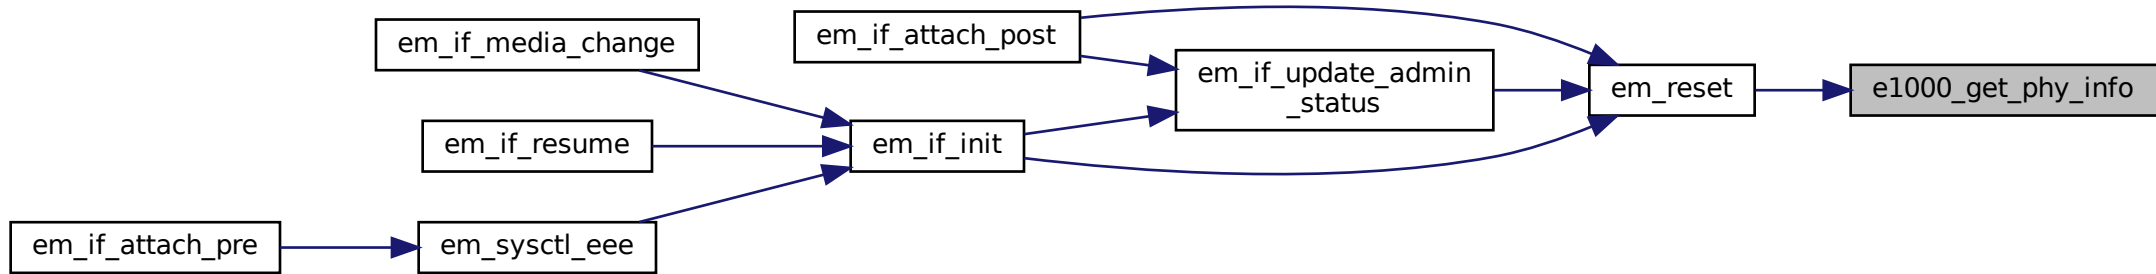 em_if_attach_post
em_if_media_change
em_if_update_admin
_status
em_reset
e1000_get_phy_info
em_if_resume
em_if_init
em_if_attach_pre
em_sysctl_eee